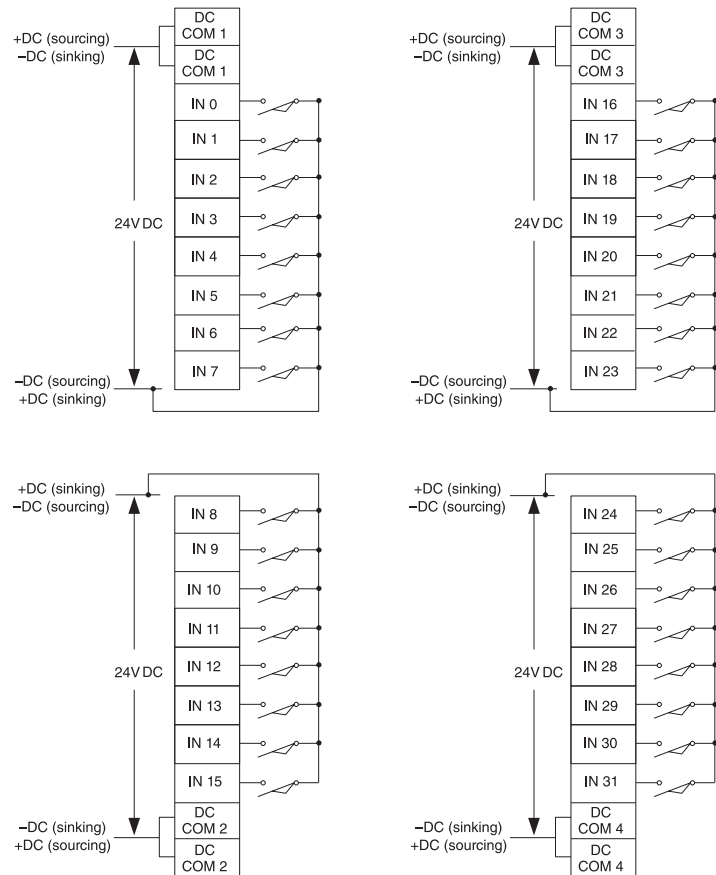 DC
COM 1
+DC (sourcing)
–DC (sinking)
DC
COM 1
IN 0
IN 1
IN 2
IN 3
24V DC
IN 4
IN 5
IN 6
IN 7
–DC (sourcing)
+DC (sinking)
DC
COM 3
+DC (sourcing)
–DC (sinking)
DC
COM 3
IN 16
IN 17
IN 18
IN 19
24V DC
IN 20
IN 21
IN 22
IN 23
–DC (sourcing)
+DC (sinking)
+DC (sinking)
–DC (sourcing)
IN 8
IN 9
IN 10
IN 11
24V DC
IN 12
IN 13
IN 14
IN 15
–DC (sinking)
+DC (sourcing)
DC
COM 2
DC
COM 2
+DC (sinking)
–DC (sourcing)
IN 24
IN 25
IN 26
IN 27
24V DC
IN 28
IN 29
IN 30
IN 31
–DC (sinking)
+DC (sourcing)
DC
COM 4
DC
COM 4